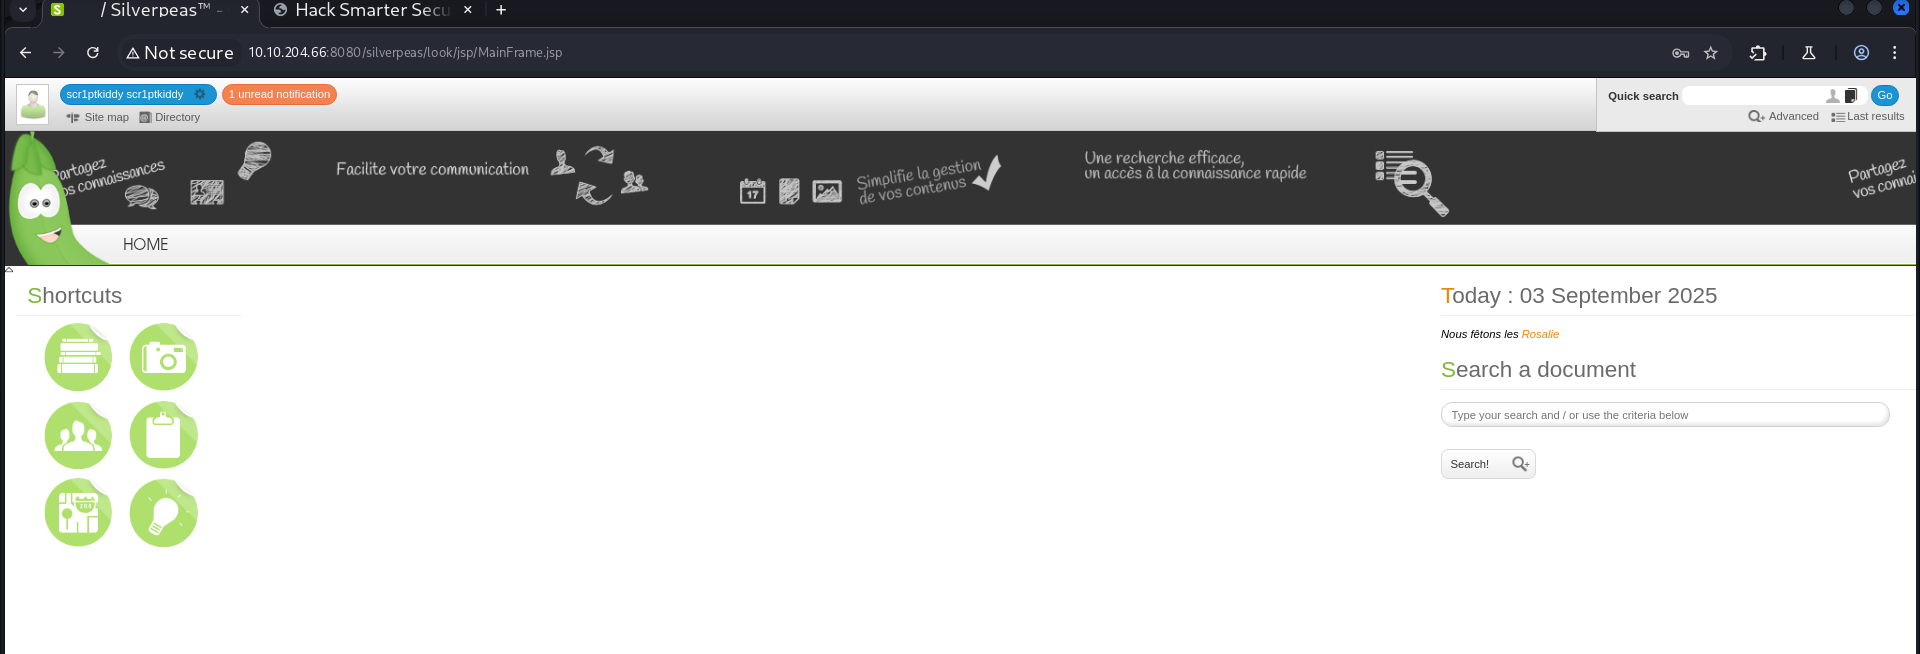 / Silverpeas™ -
Hack Smarter Secu
Not secure
10.10.204.66:8080/silverpeas/look/jsp/MainFrame.jsp
scr1ptkiddy scr1ptkiddy
1 unread notification
Site map
Directory
Quick search
Go
Advanced
Last results
Partagez
vos connaissances
Facilite votre communication
17
Simplifie la gestion
de vos contenus
Une recherche efficace,
un accès à la connaissance rapide
Partagez
vos connai
HOME
Shortcuts
Today : 03 September 2025
Nous fêtons les Rosalie
Search a document
Type your search and / or use the criteria below
Search!